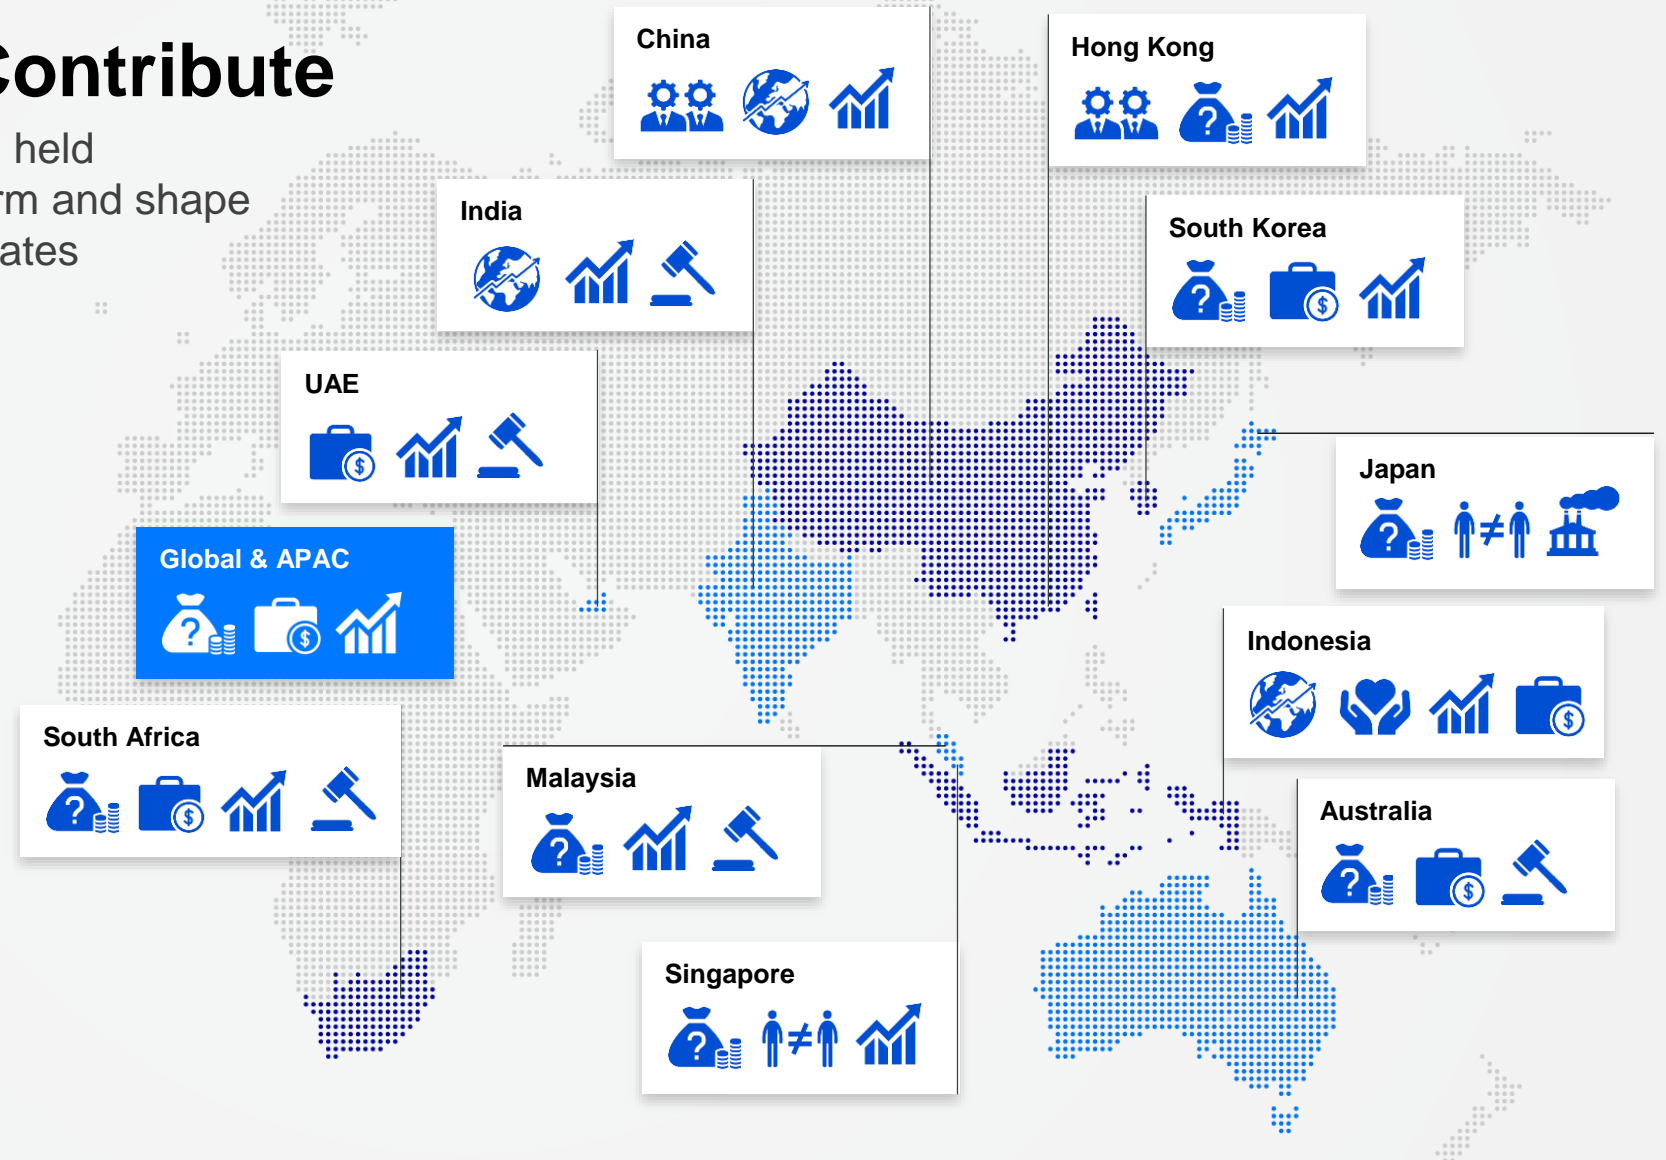 Contribute
held
rm and shape
ates
China
Hong Kong
India
South Korea
UAE
Japan
Global & APAC
Indonesia
South Africa
Malaysia
Australia
Singapore